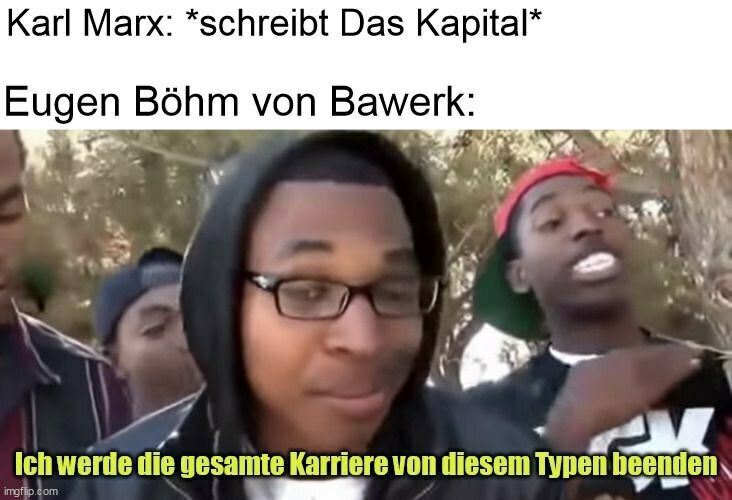 Karl Marx: *schreibt Das Kapital*
Eugen Böhm von Bawerk:
Ich werde die gesamte Karriere von diesem Typen beenden
imgflip.com